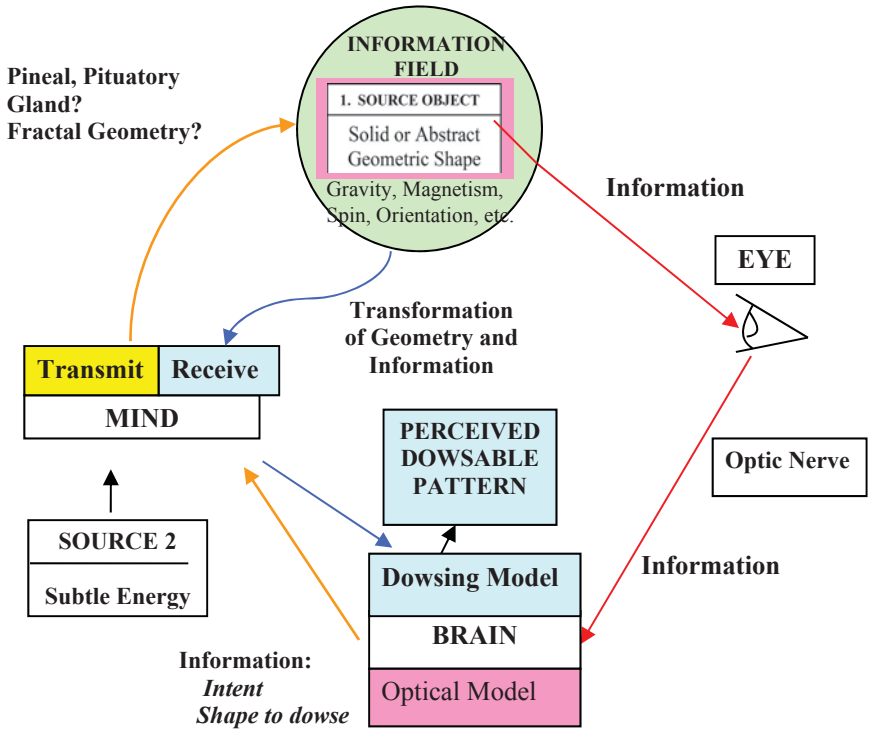 INFORMATION
FIELD
1. SOURCE OBJECT
Solid or Abstract
Geometric Shape
Gravity, Magnetism,
Spin, Orientation, etc.
Pineal, Pituatory
Gland?
Fractal Geometry?
Information
EYE
Transformation
of Geometry and
Information
Transmit
Receive
MIND
PERCEIVED
DOWSABLE
PATTERN
Optic Nerve
SOURCE 2
Subtle Energy
Dowsing Model
BRAIN
Optical Model
Information
Information:
Intent
Shape to dowse